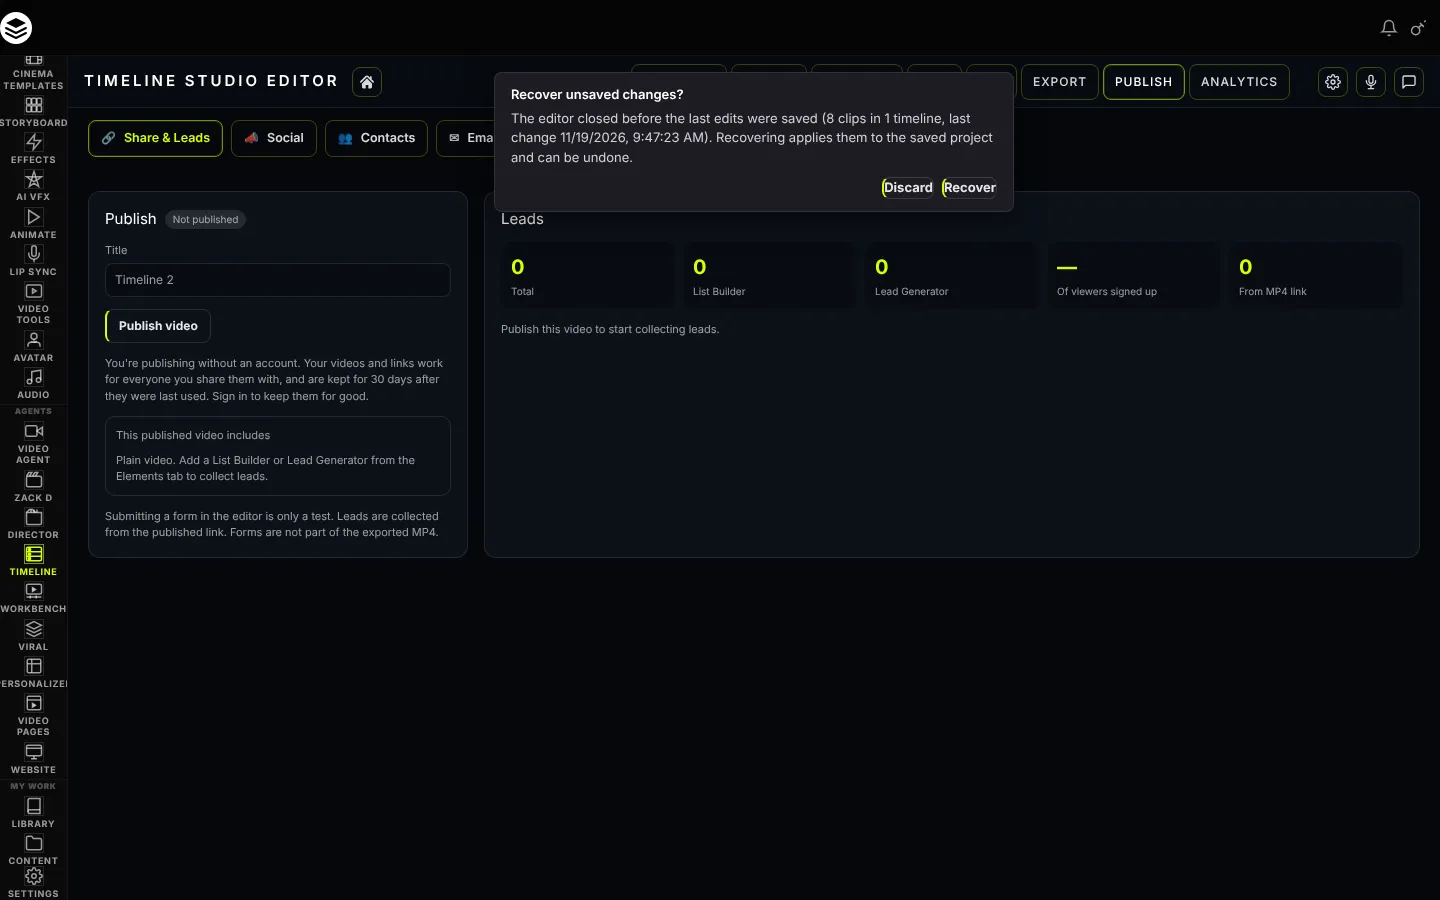 CINEMA
TEMPLATES
STORYBOARD
EFFECTS
AI VFX
ANIMATE
LIP SYNC
VIDEO
TOOLS
AVATAR
AUDIO
AGENTS
VIDEO
AGENT
ZACK D
DIRECTOR
TIMELINE
WORKBENCH
VIRAL
PERSONALIZE
VIDEO
PAGES
WEBSITE
MY WORK
LIBRARY
CONTENT
SETTINGS
TIMELINE STUDIO EDITOR
EXPORT
PUBLISH
ANALYTICS
Share & Leads
Social
Contacts
Ema
Recover unsaved changes?
The editor closed before the last edits were saved (8 clips in 1 timeline, last
change 11/19/2026, 9:47:23 AM). Recovering applies them to the saved project
and can be undone.
Discard
Recover
Publish
Not published
Title
Timeline 2
Publish video
You're publishing without an account. Your videos and links work
for everyone you share them with, and are kept for 30 days after
they were last used. Sign in to keep them for good.
This published video includes
Plain video. Add a List Builder or Lead Generator from the
Elements tab to collect leads.
Submitting a form in the editor is only a test. Leads are collected
from the published link. Forms are not part of the exported MP4.
Leads
0
Total
0
List Builder
0
Lead Generator
—
Of viewers signed up
0
From MP4 link
Publish this video to start collecting leads.